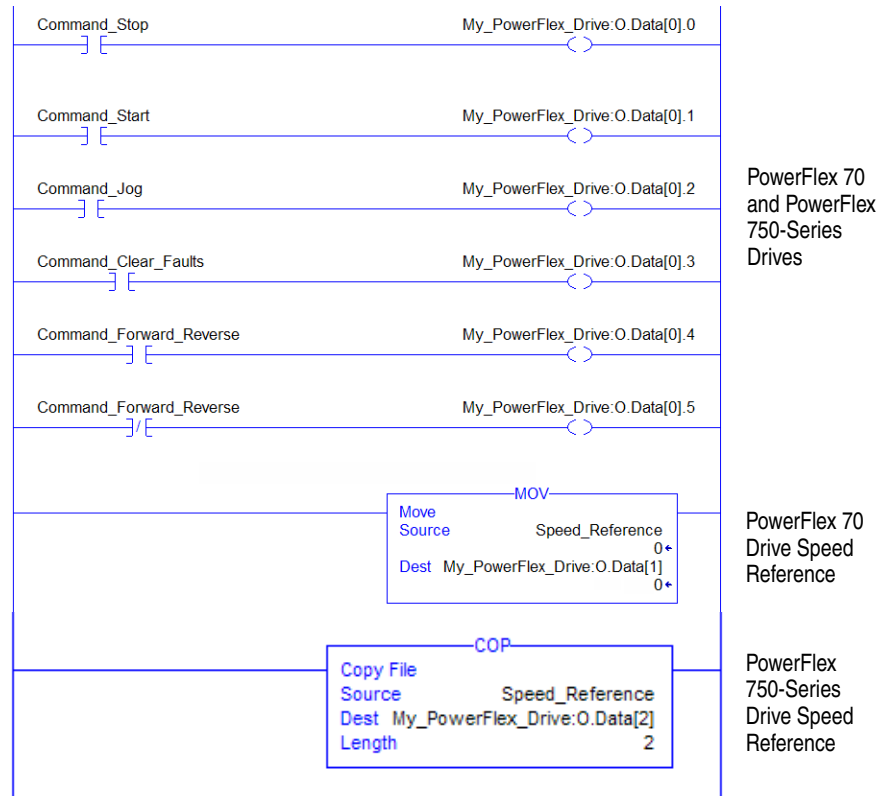 Command_Stop My_PowerFlex_Drive:O.Data[0].0
Command_Start My_PowerFlex_Drive:O.Data[0].1
Command_Jog My_PowerFlex_Drive:O.Data[0].2
Command_Clear_Faults My_PowerFlex_Drive:O.Data[0].3
Command_Forward_Reverse My_PowerFlex_Drive:O.Data[0].4
Command_Forward_Reverse My_PowerFlex_Drive:O.Data[0].5
PowerFlex 70
and PowerFlex
750-Series
Drives
MOV
Move
Source Speed_Reference
0
Dest My_PowerFlex_Drive:O.Data[1]
0
PowerFlex 70
Drive Speed
Reference
COP
Copy File
Source Speed_Reference
Dest My_PowerFlex_Drive:O.Data[2]
Length 2
PowerFlex
750-Series
Drive Speed
Reference